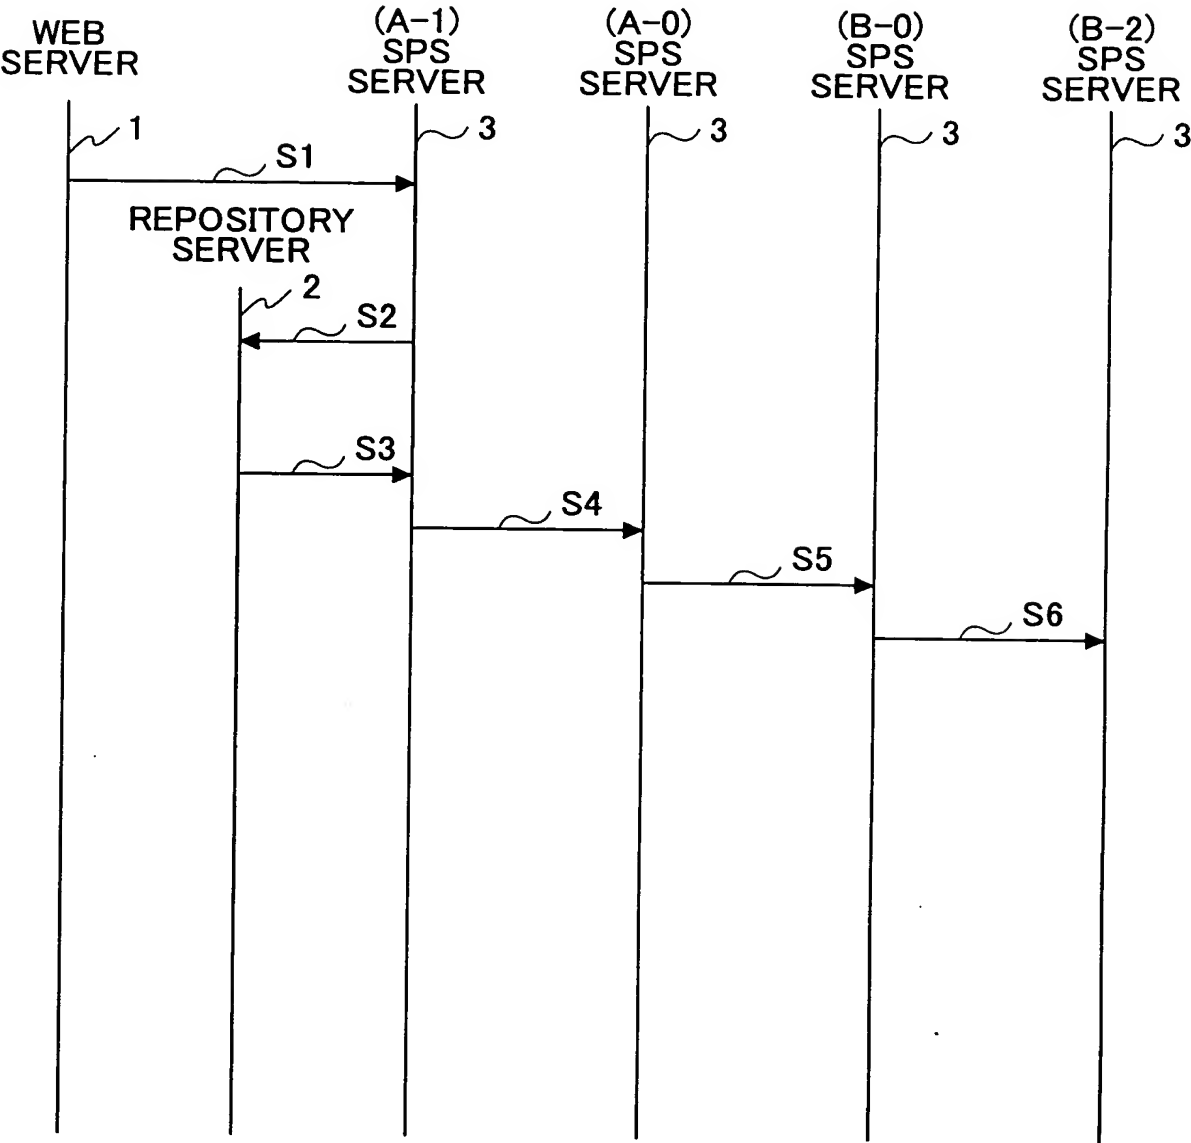 WEB
SERVER
(A-1)
SPS
SERVER
(A-0)
SPS
SERVER
(B-0)
SPS
SERVER
(B-2)
SPS
SERVER
1
3
3
3
3
S1
REPOSITORY
SERVER
2
S2
S3
S4
S5
S6